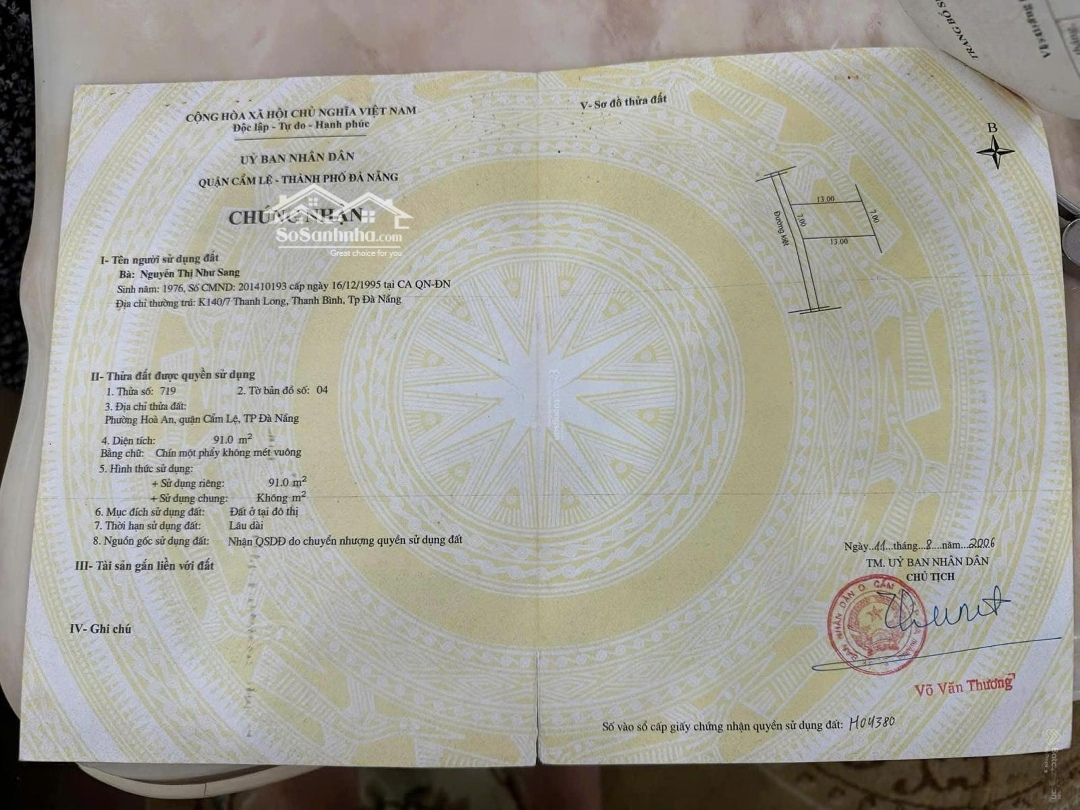 CỘNG HÒA XÃ HỘI CHỦ NGHĨA VIỆT NAM
Độc lập - Tự do - Hạnh phúc
UỶ BAN NHÂN DÂN
QUẬN CẨM LỆ - THÀNH PHỐ ĐÀ NẴNG
CHỨNG NHẬN
SoSanhnha.com
Great choice for you
I- Tên người sử dụng đất
Bà: Nguyễn Thị Như Sang
Sinh năm: 1976, Số CMND: 201410193 cấp ngày 16/12/1995 tại CA QN-ĐN
Địa chỉ thường trú: K140/7 Thanh Long, Thanh Bình, Tp Đà Nẵng
II- Thửa đất được quyền sử dụng
1. Thửa số: 719 2. Tờ bản đồ số: 04
3. Địa chỉ thửa đất:
Phường Hoà An, quận Cẩm Lệ, TP Đà Nẵng
4. Diện tích: 91.0 m²
Bằng chữ: Chín một phẩy không mét vuông
5. Hình thức sử dụng:
+ Sử dụng riêng: 91.0 m²
+ Sử dụng chung: Không m²
6. Mục đích sử dụng đất: Đất ở tại đô thị
7. Thời hạn sử dụng đất: Lâu dài
8. Nguồn gốc sử dụng đất: Nhận QSDĐ do chuyển nhượng quyền sử dụng đất
III- Tài sản gắn liền với đất
IV- Ghi chú
V- Sơ đồ thửa đất
B
13.00
7.00
7.00
13.00
Đường kiệt
Ngày..11..tháng..8...năm..2006
TM. UỶ BAN NHÂN DÂN
CHỦ TỊCH
Võ Văn Thương
Số vào sổ cấp giấy chứng nhận quyền sử dụng đất: H04380
TRANG BỔ S